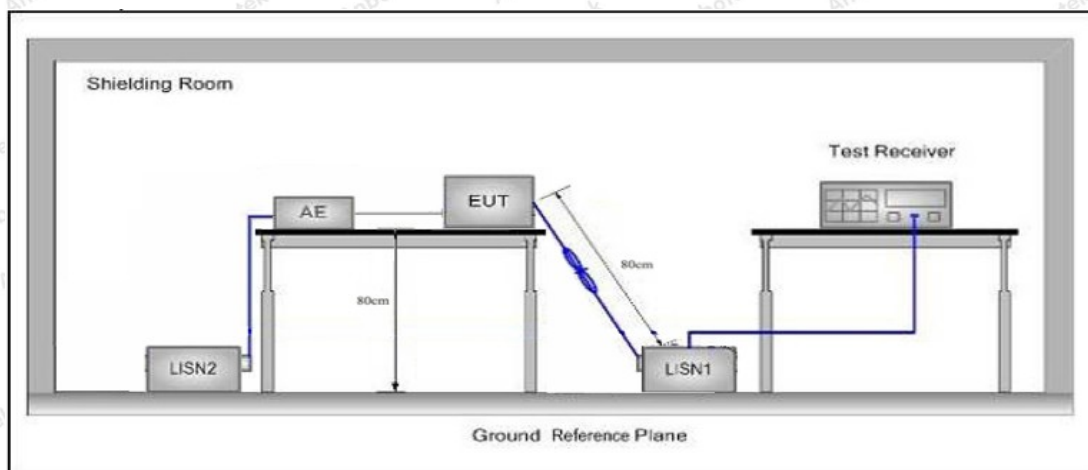 Shielding Room
Test Receiver
AE
EUT
80cm
80cm
LISN2
LISN1
Ground Reference Plane